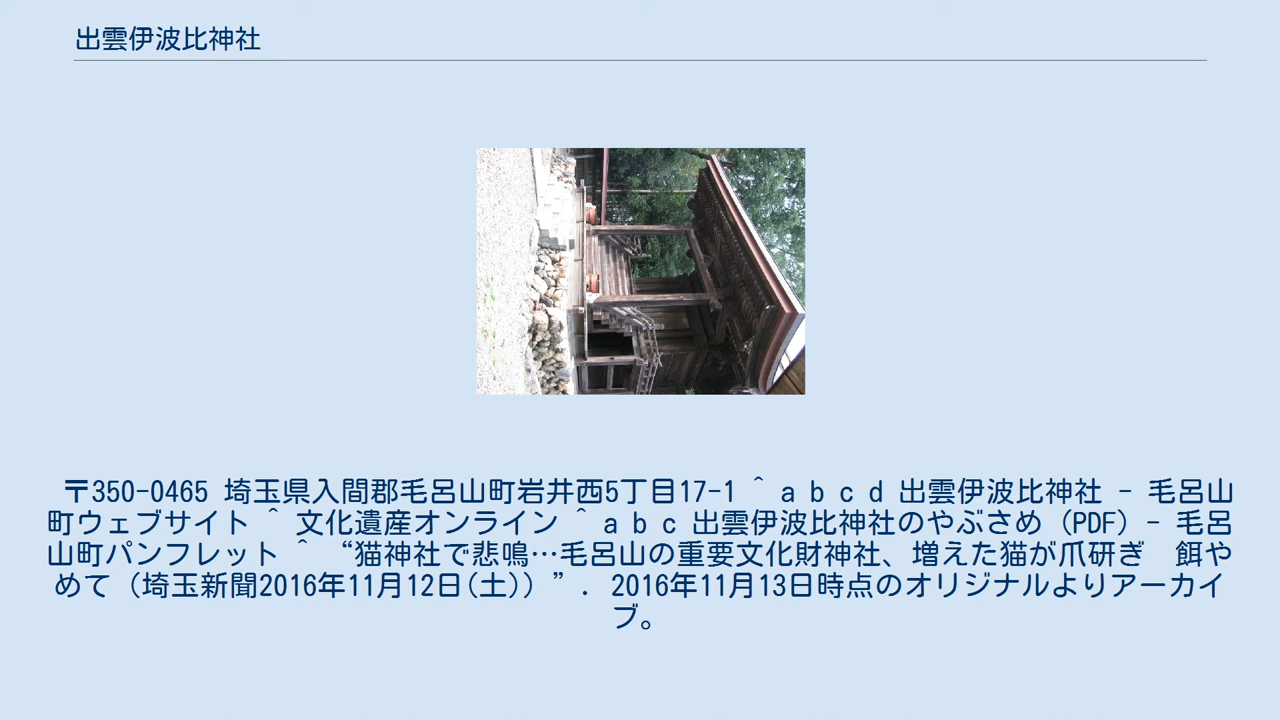 出雲伊波比神社
〒350-0465 埼玉県入間郡毛呂山町岩井西5丁目17-1 ^ a b c d 出雲伊波比神社 - 毛呂山
町ウェブサイト ^ 文化遺産オンライン ^ a b c 出雲伊波比神社のやぶさめ（PDF）- 毛呂
山町パンフレット ^ “猫神社で悲鳴…毛呂山の重要文化財神社、増えた猫が爪研ぎ　餌や
めて（埼玉新聞2016年11月12日(土)）”. 2016年11月13日時点のオリジナルよりアーカイ
ブ。